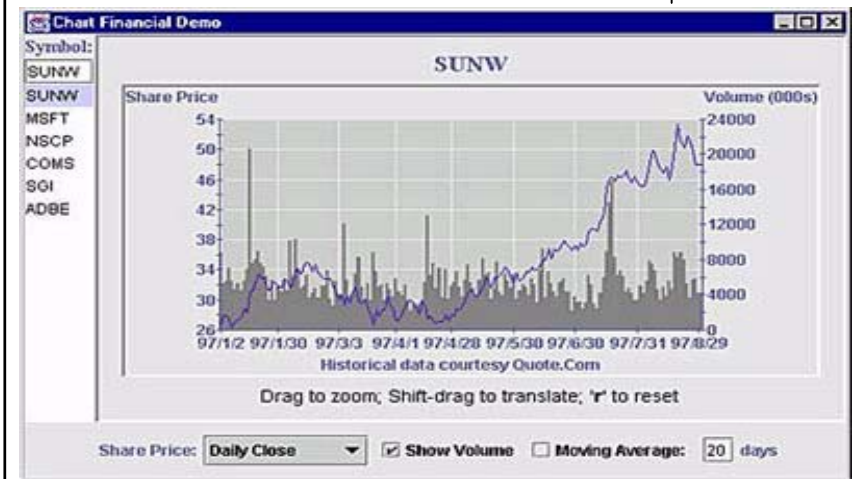 Chart Financial Demo
Symbol:
SUNW
SUNW
MSFT
NSCP
COMS
SGI
ADBE
SUNW
Share Price
Volume (000s)
54
50
46
42
38
34
30
26
24000
20000
16000
12000
8000
4000
0
97/1/2 97/1/30 97/3/3 97/4/1 97/4/28 97/5/30 97/6/30 97/7/31 97/8/29
Historical data courtesy Quote.Com
Drag to zoom; Shift-drag to translate; 'r' to reset
Share Price: Daily Close Show Volume Moving Average: 20 days